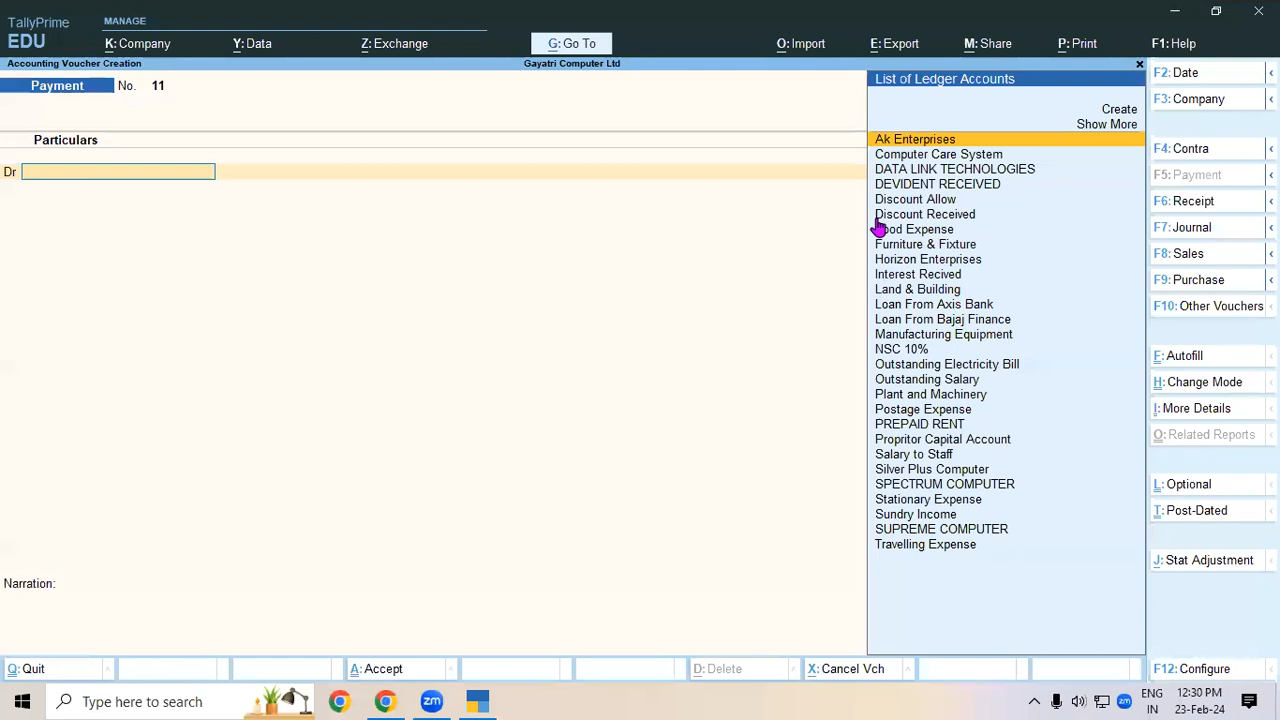 TallyPrime
EDU
MANAGE
K: Company
Y: Data
Z: Exchange
G: Go To
O: Import
E: Export
M: Share
P: Print
F1: Help
Accounting Voucher Creation
Gayatri Computer Ltd
Payment No. 11
Particulars
Dr
Narration:
List of Ledger Accounts
Create
Show More
Ak Enterprises
Computer Care System
DATA LINK TECHNOLOGIES
DEVIDENT RECEIVED
Discount Allow
Discount Received
Expense
Furniture & Fixture
Horizon Enterprises
Interest Recived
Land & Building
Loan From Axis Bank
Loan From Bajaj Finance
Manufacturing Equipment
NSC 10%
Outstanding Electricity Bill
Outstanding Salary
Plant and Machinery
Postage Expense
PREPAID RENT
Propritor Capital Account
Salary to Staff
Silver Plus Computer
SPECTRUM COMPUTER
Stationary Expense
Sundry Income
SUPREME COMPUTER
Travelling Expense
F2: Date
F3: Company
F4: Contra
F5: Payment
F6: Receipt
F7: Journal
F8: Sales
F9: Purchase
F10: Other Vouchers
F: Autofill
H: Change Mode
I: More Details
O: Related Reports
L: Optional
T: Post-Dated
J: Stat Adjustment
F12: Configure
Q: Quit
A: Accept
D: Delete
X: Cancel Vch
Type here to search
zm
zm
ENG
IN
12:30 PM
23-Feb-24